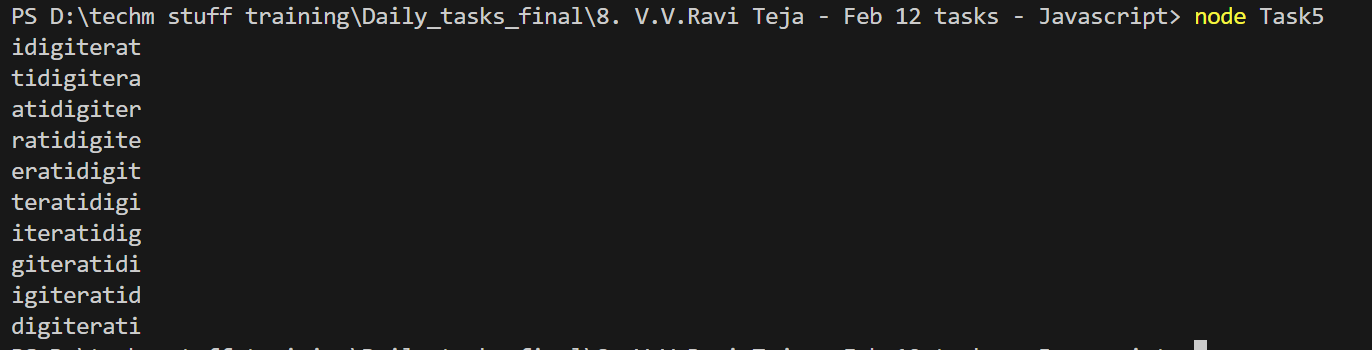 PS D:\techm stuff training\Daily_tasks_final\8. V.V.Ravi Teja - Feb 12 tasks - Javascript> node Task5
idigiterat
tidigitera
atidigiter
ratidigite
eratidigit
teratidigi
iteratidig
giteratidi
igiteratid
digiterati